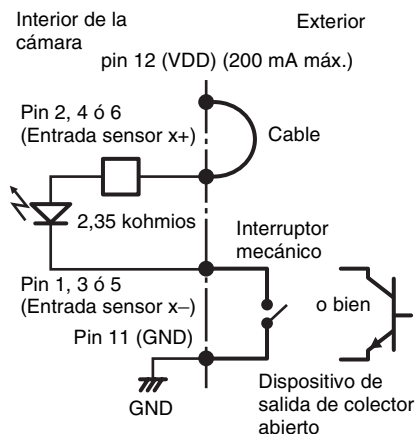 Interior de la
cámara
Exterior
pin 12 (VDD) (200 mA máx.)
Pin 2, 4 ó 6
(Entrada sensor x+)
Cable
2,35 kohmios
Interruptor
mecánico
Pin 1, 3 ó 5
(Entrada sensor x–)
o bien
Pin 11 (GND)
GND
Dispositivo de
salida de colector
abierto